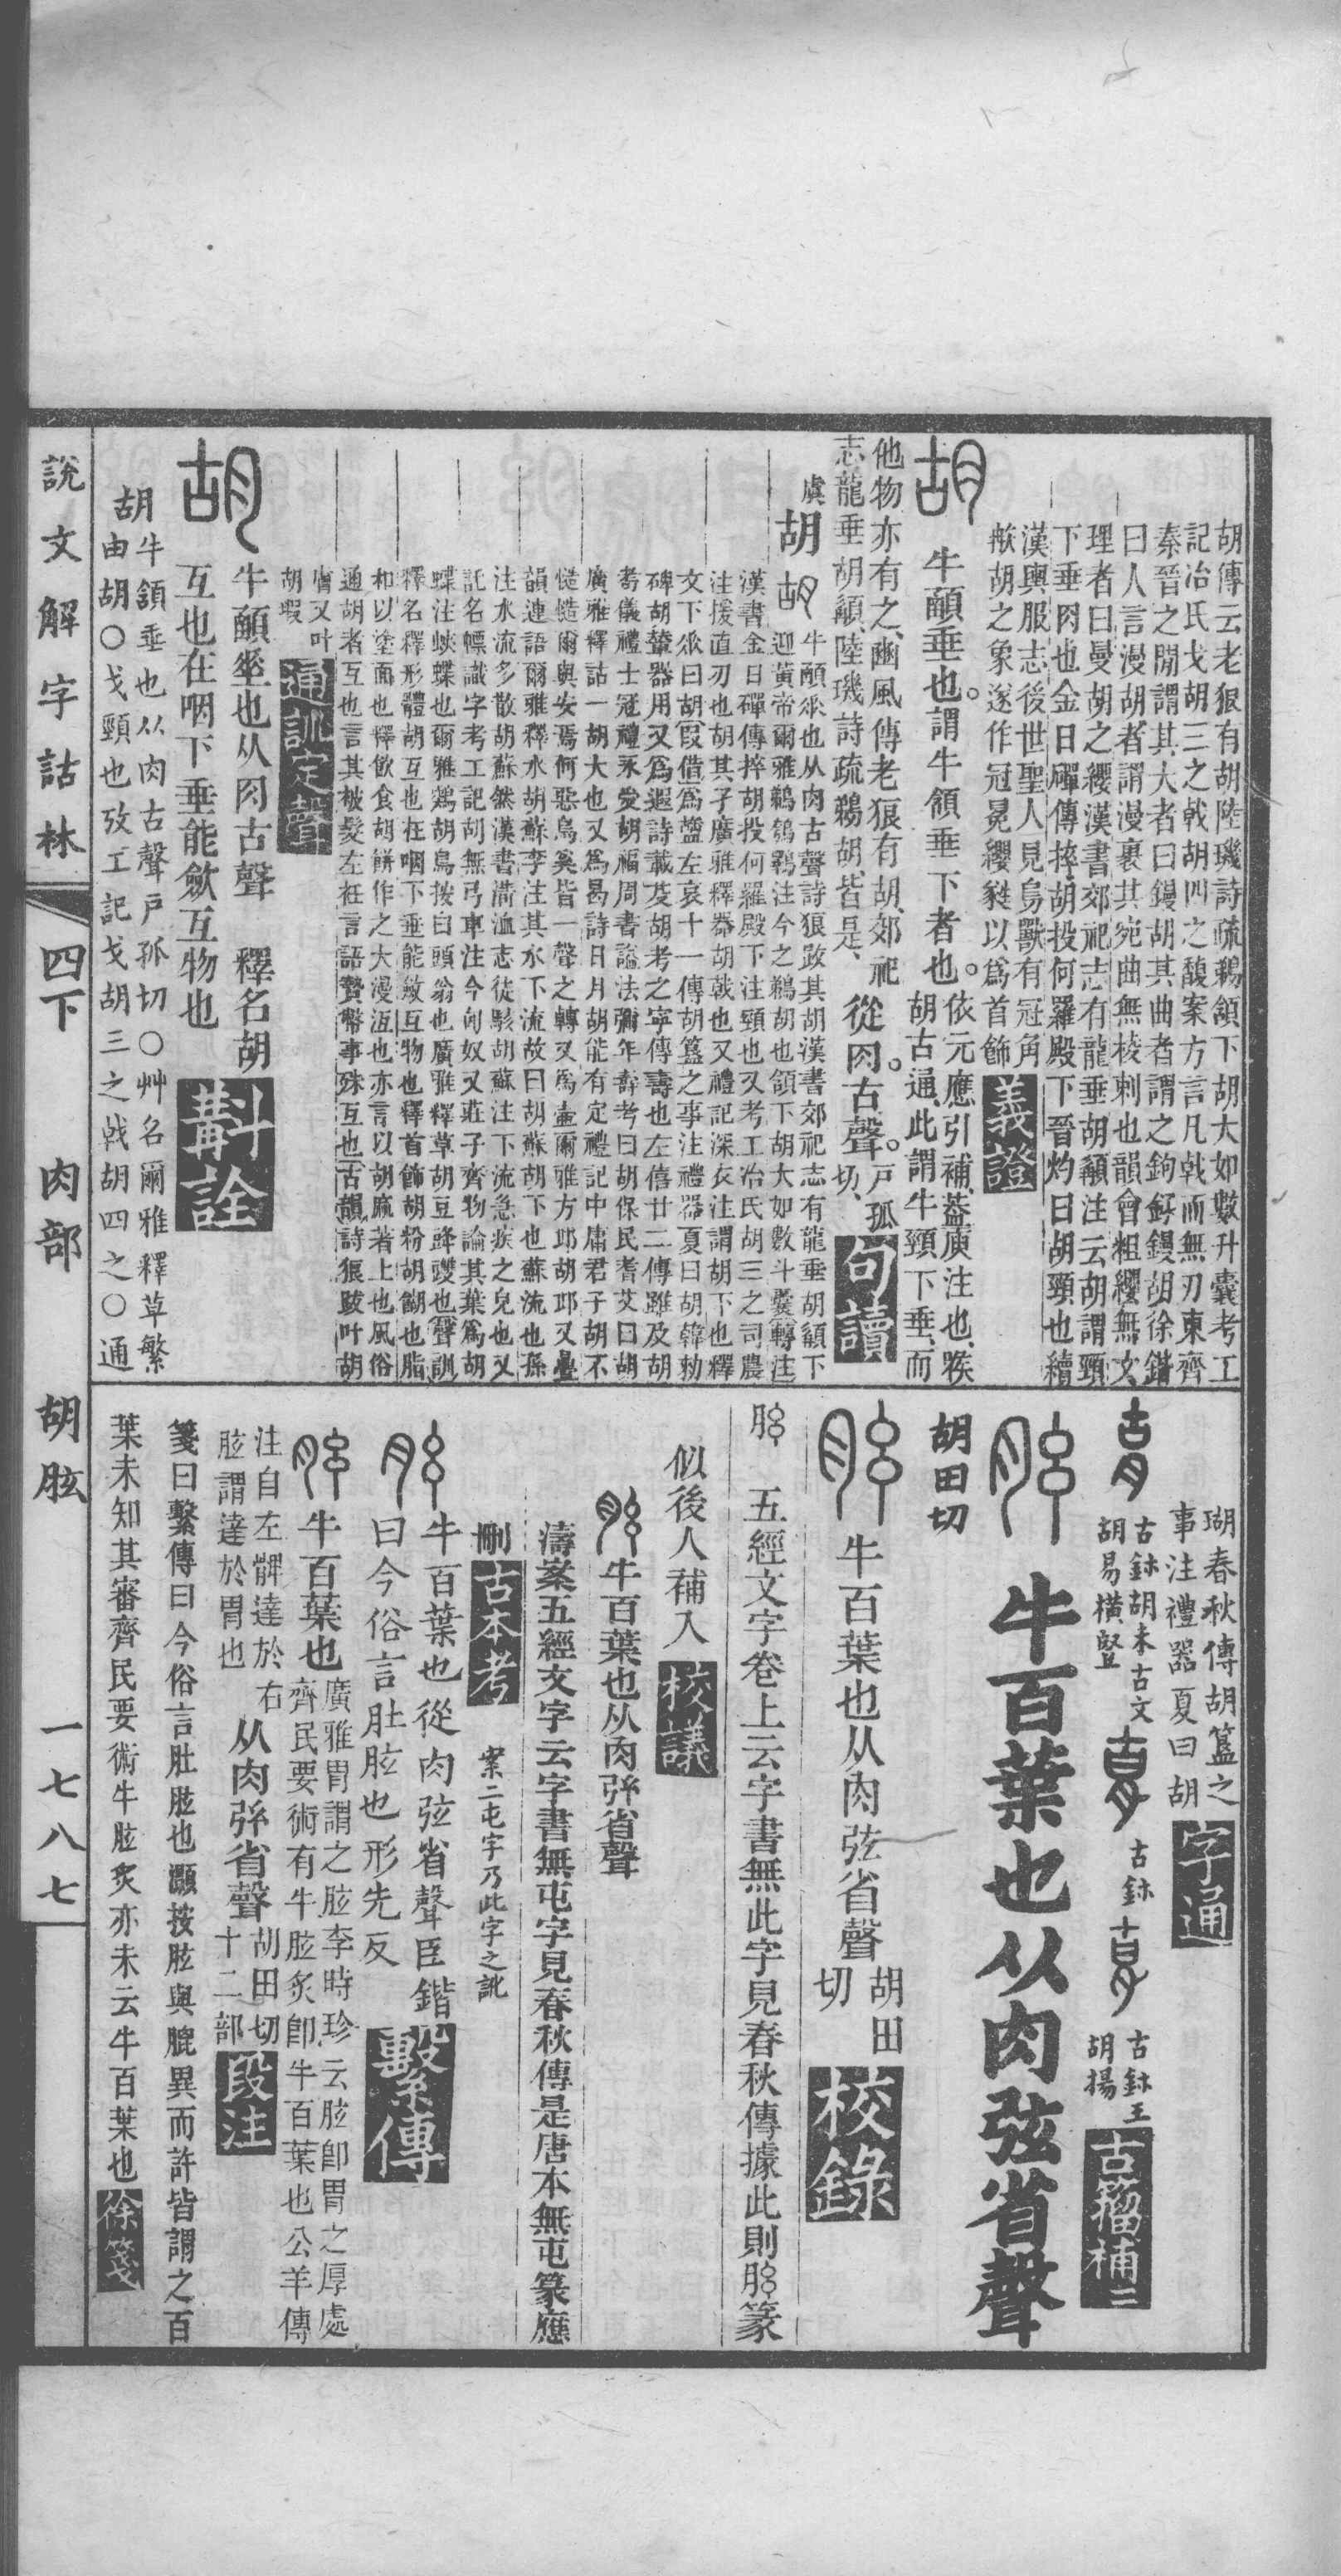 胡傳云老狼有胡陸璣詩疏鵜頷下胡大如數升囊考工
記冶氏戈胡三之戟胡四之馥案方言凡戟而無刃東齊
秦晉之閒謂其大者曰鏝胡其曲者謂之鉤釨鏝胡徐鍇
曰人言漫胡者謂漫裹其宛曲無棱刺也韻會粗纓無文
理者曰曼胡之纓漢書郊祀志有龍垂胡䫇注云胡謂頸
下垂肉也金日磾傳捽胡投何羅殿下晉灼曰胡頸也續
漢輿服志後世聖人見鳥獸有冠角
䫇胡之象遂作冠冕纓蕤以爲首飾
義證
胡 牛顄垂也。謂牛頷垂下者也。
依元應引補、葢庾注也、矦
胡古通、此謂牛頸下垂、而
他物亦有之、豳風傳老狼有胡、郊祀
志龍垂胡䫇、陸璣詩疏鵜胡、皆是、
從肉。古聲。
戶孤
切、
句讀
虞
胡
牛顄𠂹也从肉古聲詩狼跋其胡漢書郊祀志有龍垂胡䫇下
迎黃帝爾雅鵜鴮鸅注今之鵜胡也頷下胡大如數斗囊轉注
漢書金日磾傳捽胡投何羅殿下注頸也又考工冶氏胡三之司農
注援直刃也胡其孑廣雅釋器胡戟也又禮記深衣注謂胡下也釋
文下𠂹曰胡叚借爲簠左哀十一傳胡簋之事注禮器夏曰胡韓勑
碑胡輦器用又爲遐詩載芟胡考之寧傳壽也左僖廿二傳雖及胡
耇儀禮士冠禮永受胡福周書謚法彌年壽考曰胡保民耆艾曰胡
廣雅釋詁一胡大也又爲曷詩日月胡能有定禮記中庸君子胡不
慥慥爾與安焉何惡烏奚皆一聲之轉又爲壺爾雅方邱胡邱又疊
韻連語爾雅釋水胡蘇李注其水下流故曰胡蘇胡下也蘇流也孫
注水流多散胡蘇然漢書溝洫志徒駭胡蘇注下流急疾之皃也又
託名幖識字考工記胡無弓車注今匈奴又莊子齊物論其葉爲胡
蝶注蛺蝶也爾雅鶨胡鳥按白頭翁也廣雅釋草胡豆䜶䝄也聲訓
釋名釋形體胡互也在咽下垂能斂互物也釋首飾胡粉胡餬也脂
和以塗面也釋飲食胡餅作之大漫沍也亦言以胡麻著上也風俗
通胡者互也言其被髮左衽言語贄幣事殊互也古韻詩狼跋叶胡
膚又叶
胡瑕
通訓定聲
胡 牛顄𡍮也从肉古聲 釋名胡
互也在咽下垂能斂互物也
斠詮
胡
牛頷垂也从肉古聲戶孤切○艸名爾雅釋草蘩
由胡○戈頸也攷工記戈胡三之戟胡四之○通
瑚春秋傳胡簋之
事注禮器夏曰胡
字通
古鉩胡未古文
胡昜橫豎
古鉩
古鉩王
胡揚
古籀補二
牛百葉也从肉弦省聲
胡田切
牛百葉也从肉弦省聲
胡田
切
校錄
五經文字卷上云字書無此字見春秋傳據此則胘篆
似後人補入
校議
牛百葉也从肉弦省聲
濤案五經文字云字書無芚字見春秋傳是唐本無芚篆應
刪
古本考
案二芚字乃此字之訛
牛百葉也從肉弦省聲臣鍇
曰今俗言肚胘也形先反
繫傳
牛百葉也
廣雅胃謂之胘李時珍云胘卽胃之厚處
齊民要術有牛胘炙卽牛百葉也公羊傳
注自左髀達於右
胘謂達於胃也
从肉弦省聲
胡田切
十二部
段注
箋曰繫傳曰今俗言肚胘也灝按胘與膍異而許皆謂之百
葉未知其審齊民要術牛胘炙亦未云牛百葉也
徐箋
說文解字詁林 四下 肉部 胡胘 一七八七